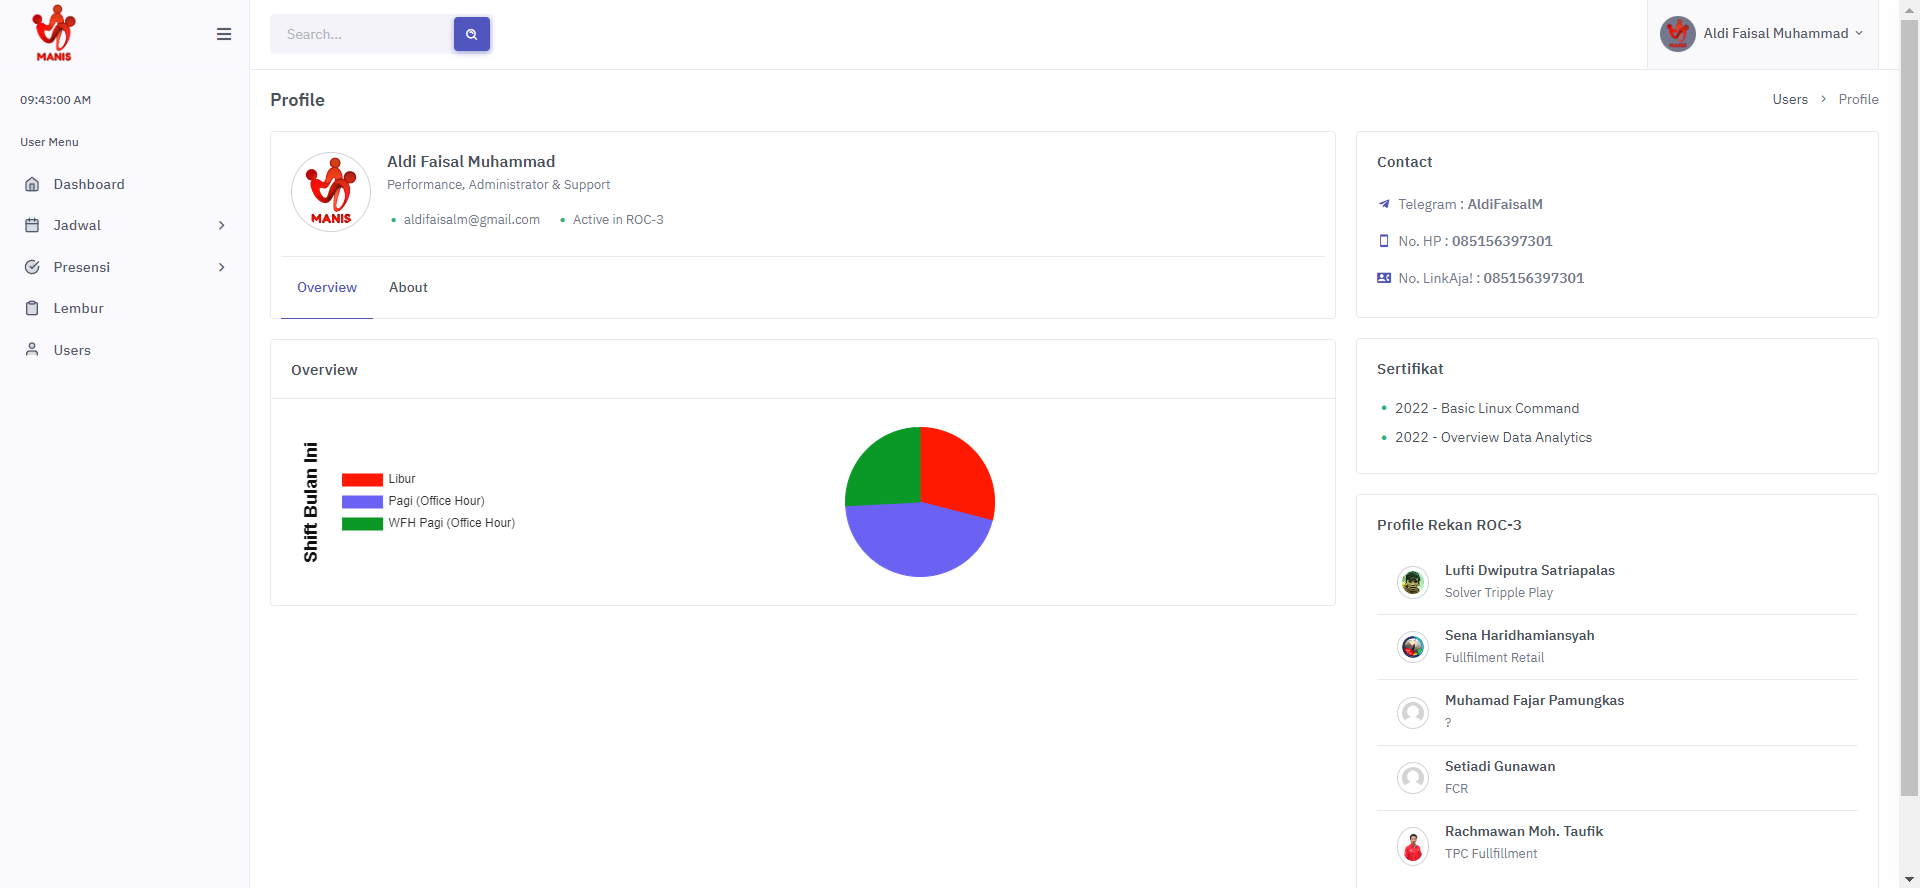 MANIS
09:43:00 AM
User Menu
Dashboard
Jadwal
Presensi
Lembur
Users
Search...
MANIS
Aldi Faisal Muhammad
Profile
Users
Profile
MANIS
Aldi Faisal Muhammad
Performance, Administrator & Support
aldifaisalm@gmail.com
Active in ROC-3
Overview
About
Overview
Shift Bulan Ini
Libur
Pagi (Office Hour)
WFH Pagi (Office Hour)
Contact
Telegram : AldiFaisalM
No. HP : 085156397301
No. LinkAja! : 085156397301
Sertifikat
2022 - Basic Linux Command
2022 - Overview Data Analytics
Profile Rekan ROC-3
Lufti Dwiputra Satriapalas
Solver Tripple Play
Sena Haridhamiansyah
Fullfilment Retail
Muhamad Fajar Pamungkas
?
Setiadi Gunawan
FCR
Rachmawan Moh. Taufik
TPC Fullfillment